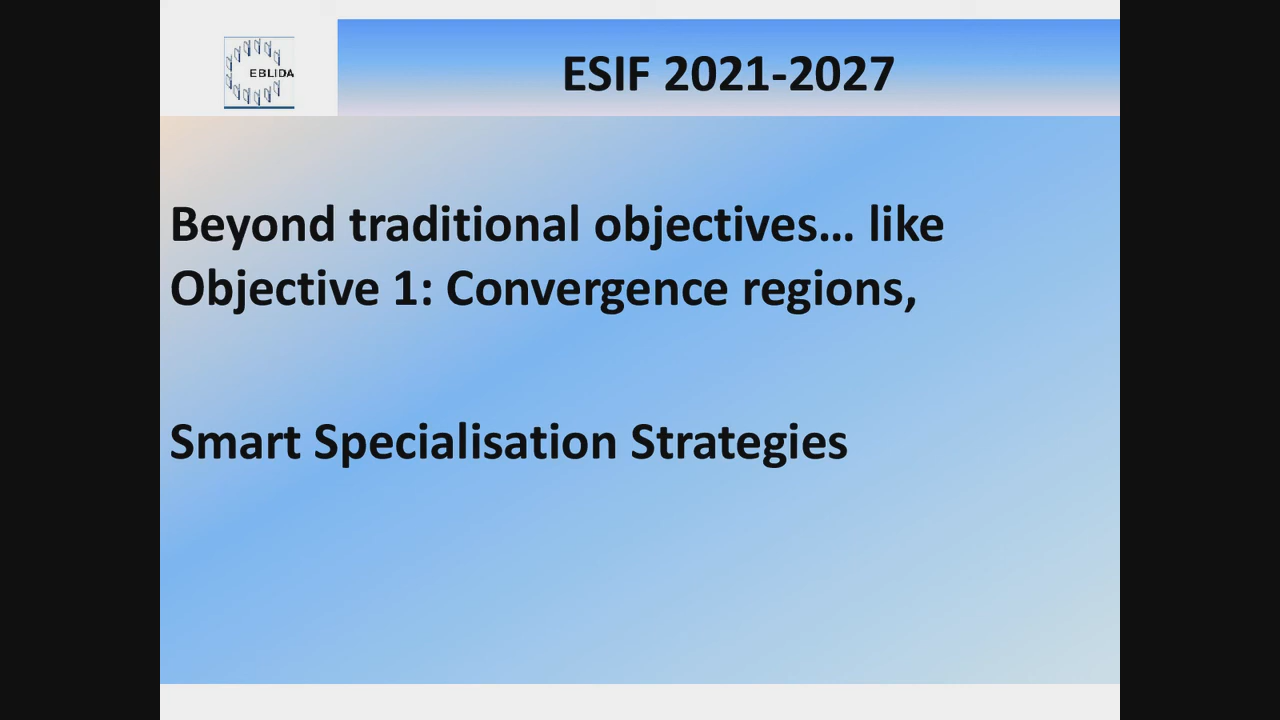 EBLIDA
ESIF 2021-2027
Beyond traditional objectives... like
Objective 1: Convergence regions,
Smart Specialisation Strategies